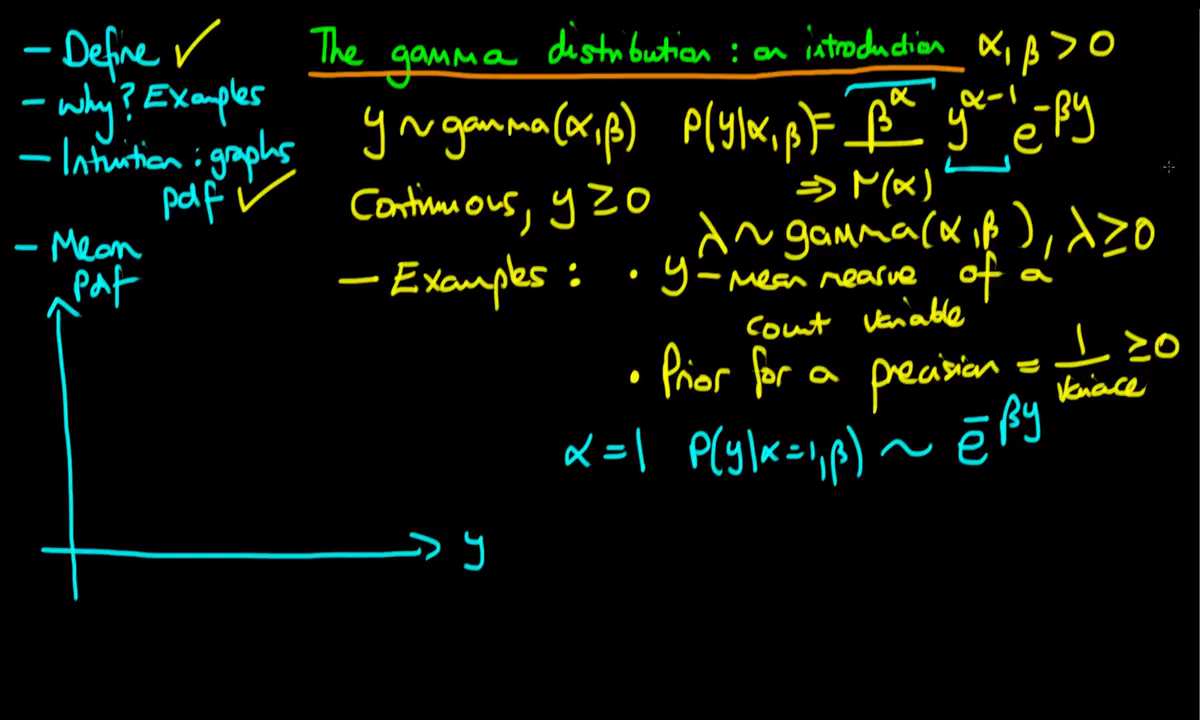 – Define ✓
– why? Examples
– Intuition: graphs
pdf ✓
– Mean
The gamma distribution: an introduction α, β > 0
y ~ gamma(α, β) P(y|α, β) = β^α / Γ(α) y^(α-1) e^(-βy)
Continuous, y ≥ 0 ⇒
λ ~ gamma(α, β), λ ≥ 0
– Examples: • y – mean measure of a
count variable
• Prior for a precision = 1/variace ≥ 0
α = 1 P(y|α=1, β) ~ e^(-βy)
pdf
y